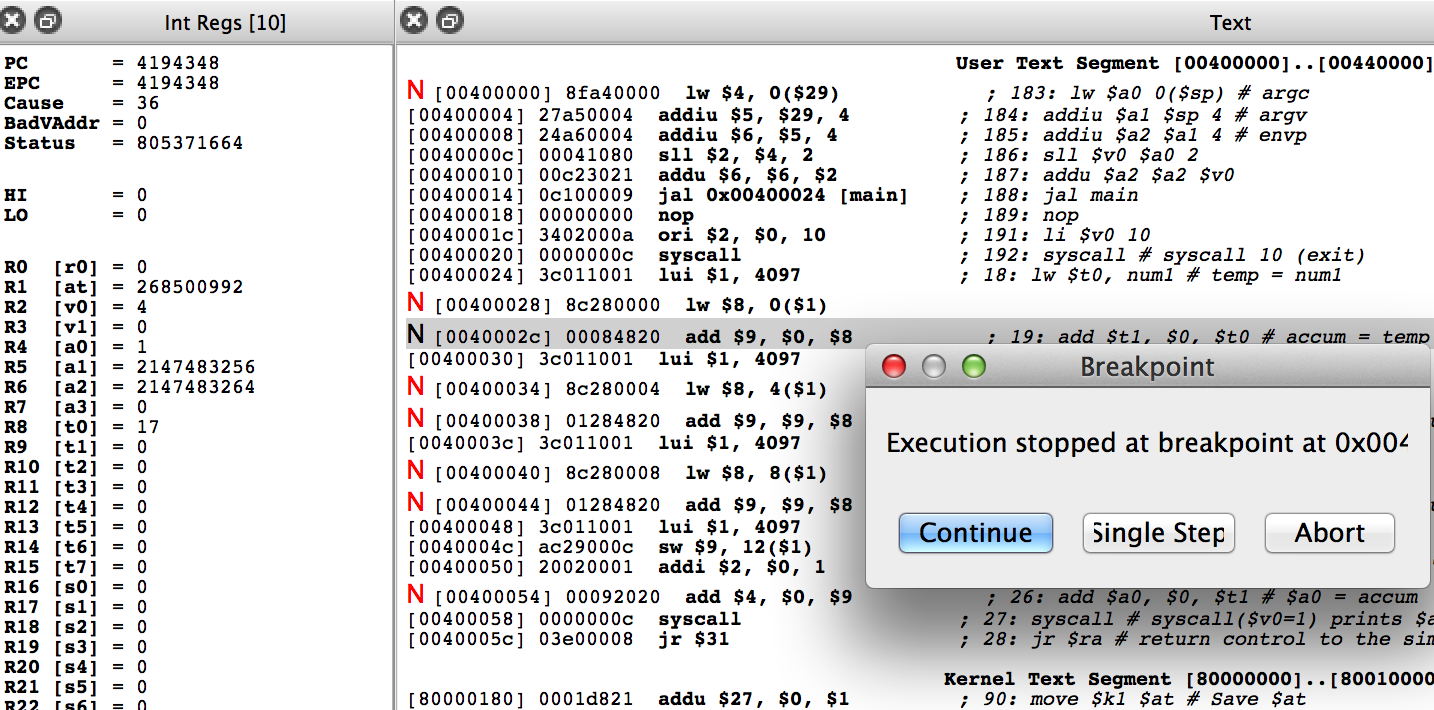 Int Regs [10]
PC = 4194348
EPC = 4194348
Cause = 36
BadVAddr = 0
Status = 805371664
HI = 0
LO = 0
R0 [r0] = 0
R1 [at] = 268500992
R2 [v0] = 4
R3 [v1] = 0
R4 [a0] = 1
R5 [a1] = 2147483256
R6 [a2] = 2147483264
R7 [a3] = 0
R8 [t0] = 17
R9 [t1] = 0
R10 [t2] = 0
R11 [t3] = 0
R12 [t4] = 0
R13 [t5] = 0
R14 [t6] = 0
R15 [t7] = 0
R16 [s0] = 0
R17 [s1] = 0
R18 [s2] = 0
R19 [s3] = 0
R20 [s4] = 0
R21 [s5] = 0
R22 [s6] = 0
Text
User Text Segment [00400000]..[00440000]
N [00400000] 8fa40000 lw $4, 0($29) ; 183: lw $a0 0($sp) # argc
[00400004] 27a50004 addiu $5, $29, 4 ; 184: addiu $a1 $sp 4 # argv
[00400008] 24a60004 addiu $6, $5, 4 ; 185: addiu $a2 $a1 4 # envp
[0040000c] 00041080 sll $2, $4, 2 ; 186: sll $v0 $a0 2
[00400010] 00c23021 addu $6, $6, $2 ; 187: addu $a2 $a2 $v0
[00400014] 0c100009 jal 0x00400024 [main] ; 188: jal main
[00400018] 00000000 nop ; 189: nop
[0040001c] 3402000a ori $2, $0, 10 ; 191: li $v0 10
[00400020] 0000000c syscall ; 192: syscall # syscall 10 (exit)
[00400024] 3c011001 lui $1, 4097 ; 18: lw $t0, num1 # temp = num1
N [00400028] 8c280000 lw $8, 0($1)
N [0040002c] 00084820 add $9, $0, $8 ; 19: add $t1, $0, $t0 # accum = temp
[00400030] 3c011001 lui $1, 4097
N [00400034] 8c280004 lw $8, 4($1)
N [00400038] 01284820 add $9, $9, $8
[0040003c] 3c011001 lui $1, 4097
N [00400040] 8c280008 lw $8, 8($1)
N [00400044] 01284820 add $9, $9, $8
[00400048] 3c011001 lui $1, 4097
[0040004c] ac29000c sw $9, 12($1)
[00400050] 20020001 addi $2, $0, 1
N [00400054] 00092020 add $4, $0, $9 ; 26: add $a0, $0, $t1 # $a0 = accum
[00400058] 0000000c syscall ; 27: syscall # syscall($v0=1) prints $a
[0040005c] 03e00008 jr $31 ; 28: jr $ra # return control to the sim
Kernel Text Segment [80000000]..[80010000
[80000180] 0001d821 addu $27, $0, $1 ; 90: move $k1 $at # Save $at
Breakpoint
Execution stopped at breakpoint at 0x004
Continue
Single Step
Abort